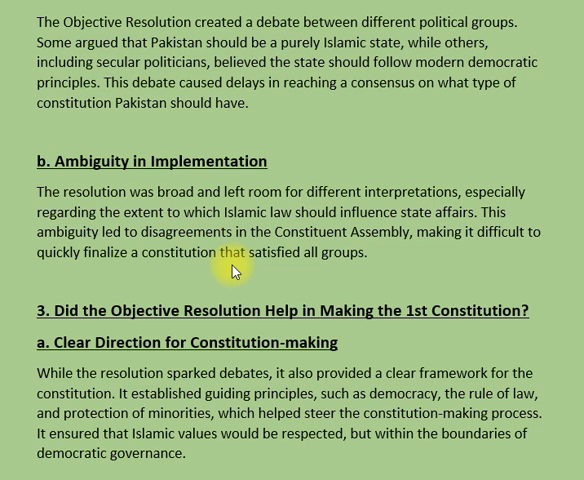 The Objective Resolution created a debate between different political groups.
Some argued that Pakistan should be a purely Islamic state, while others,
including secular politicians, believed the state should follow modern democratic
principles. This debate caused delays in reaching a consensus on what type of
constitution Pakistan should have.
b. Ambiguity in Implementation
The resolution was broad and left room for different interpretations, especially
regarding the extent to which Islamic law should influence state affairs. This
ambiguity led to disagreements in the Constituent Assembly, making it difficult to
quickly finalize a constitution that satisfied all groups.
3. Did the Objective Resolution Help in Making the 1st Constitution?
a. Clear Direction for Constitution-making
While the resolution sparked debates, it also provided a clear framework for the
constitution. It established guiding principles, such as democracy, the rule of law,
and protection of minorities, which helped steer the constitution-making process.
It ensured that Islamic values would be respected, but within the boundaries of
democratic governance.